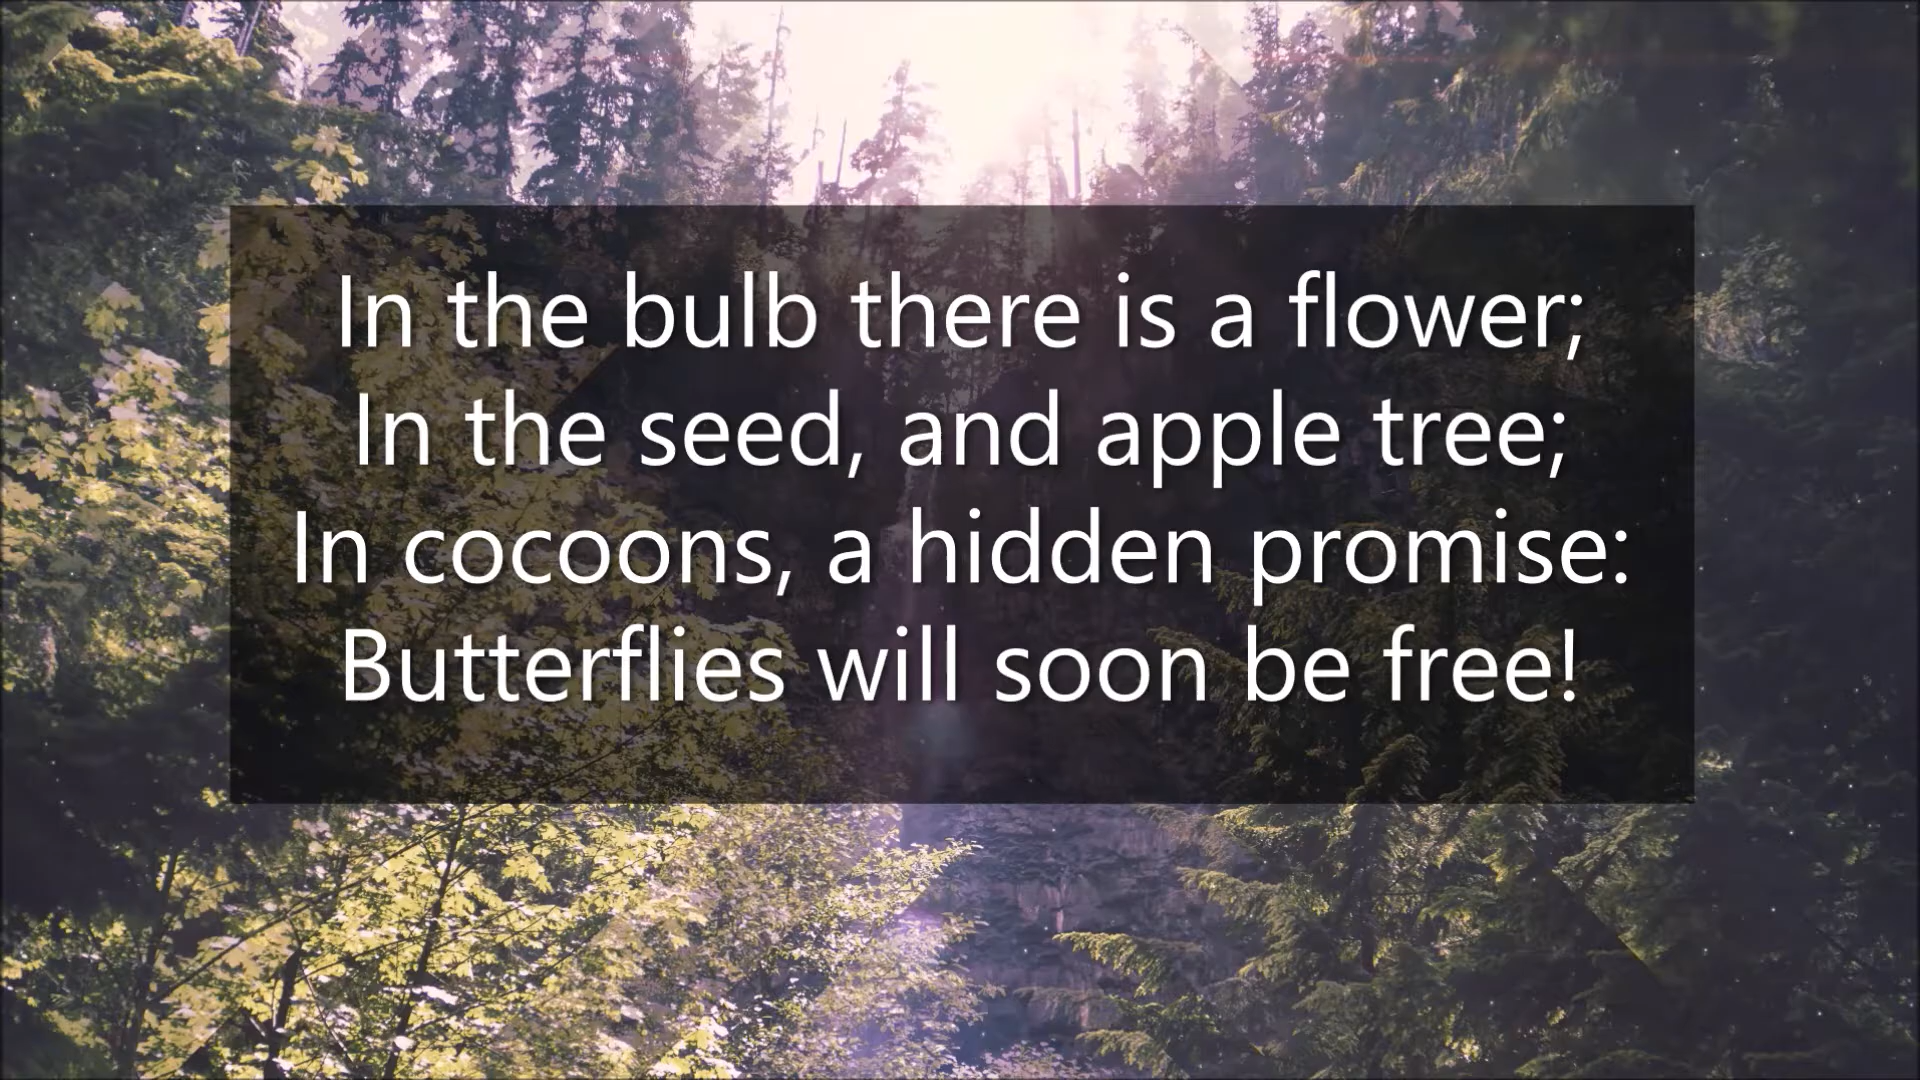 In the bulb there is a flower;
In the seed, and apple tree;
In cocoons, a hidden promise:
Butterflies will soon be free!